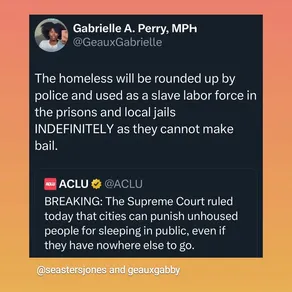 Gabrielle A. Perry, MPH
@GeauxGabrielle
The homeless will be rounded up by
police and used as a slave labor force in
the prisons and local jails
INDEFINITELY as they cannot make
bail.
ACLU @ACLU
BREAKING: The Supreme Court ruled
today that cities can punish unhoused
people for sleeping in public, even if
they have nowhere else to go.
@seastersjones and geauxgabby